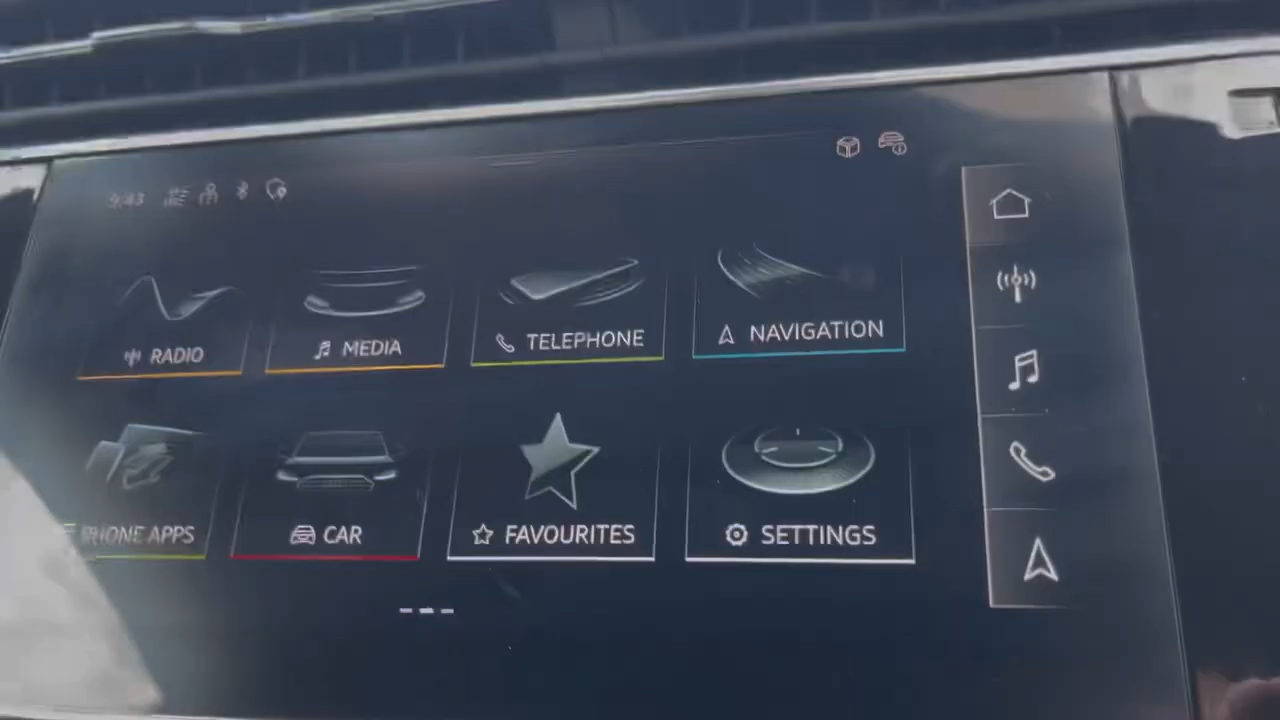 9:43
RADIO
MEDIA
TELEPHONE
NAVIGATION
PHONE APPS
CAR
FAVOURITES
SETTINGS